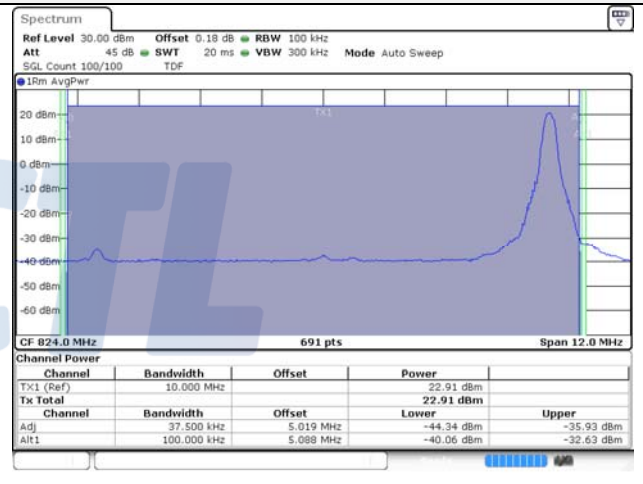 Spectrum
Ref Level 30.00 dBm Offset 0.18 dB RBW 100 kHz
Att 45 dB SWT 20 ms VBW 300 kHz Mode Auto Sweep
SGL Count 100/100 TDF
1Rm AvgPwr
TX1
20 dBm
10 dBm
0 dBm
-10 dBm
-20 dBm
-30 dBm
-40 dBm
-50 dBm
-60 dBm
CF 824.0 MHz 691 pts Span 12.0 MHz
Channel Power
Channel Bandwidth Offset Power
TX1 (Ref) 10.000 MHz 22.91 dBm
Tx Total 22.91 dBm
Channel Bandwidth Offset Lower Upper
Adj 37.500 kHz 5.019 MHz -44.34 dBm -35.93 dBm
Alt1 100.000 kHz 5.088 MHz -40.06 dBm -32.63 dBm